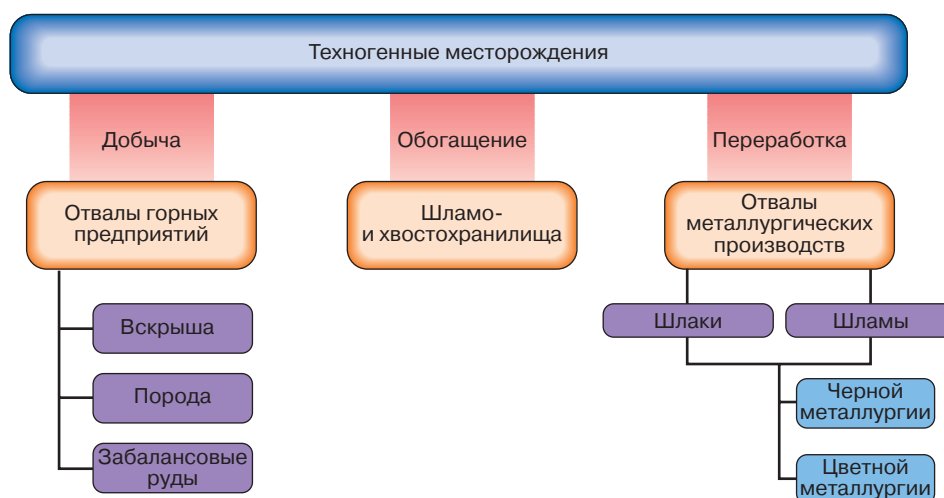 Техногенные месторождения
Добыча
Обогащение
Переработка
Отвалы горных
предприятий
Шламо-
и хвостохранилища
Отвалы
металлургических
производств
Вскрыша
Порода
Забалансовые
руды
Шлаки
Шламы
Черной
металлургии
Цветной
металлургии